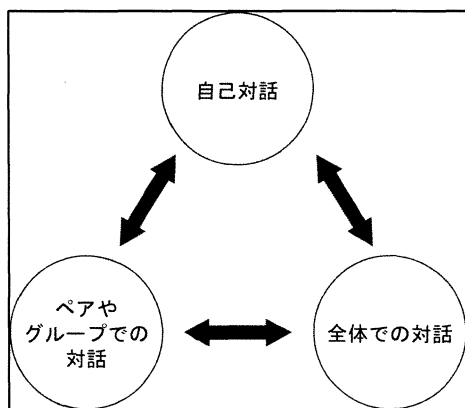 自己対話
ペアや
グループでの
対話
全体での対話